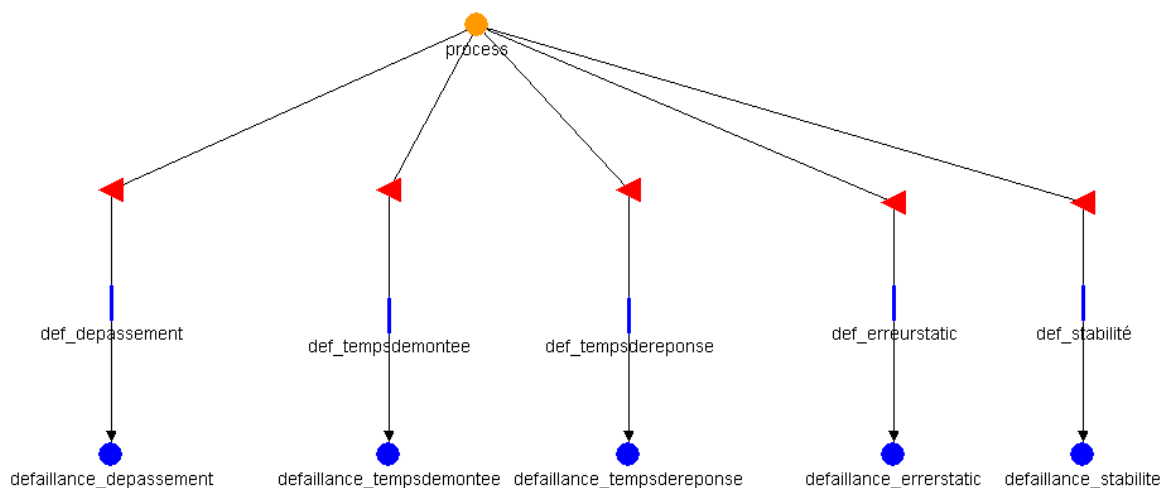 process
def_depassement
def_tempsdemontee
def_tempsdereponse
def_erreurstatic
def_stabilité
defaillance_depassement
defaillance_tempsdemontee
defaillance_tempsdereponse
defaillance_errerstatic
defaillance_stabilite